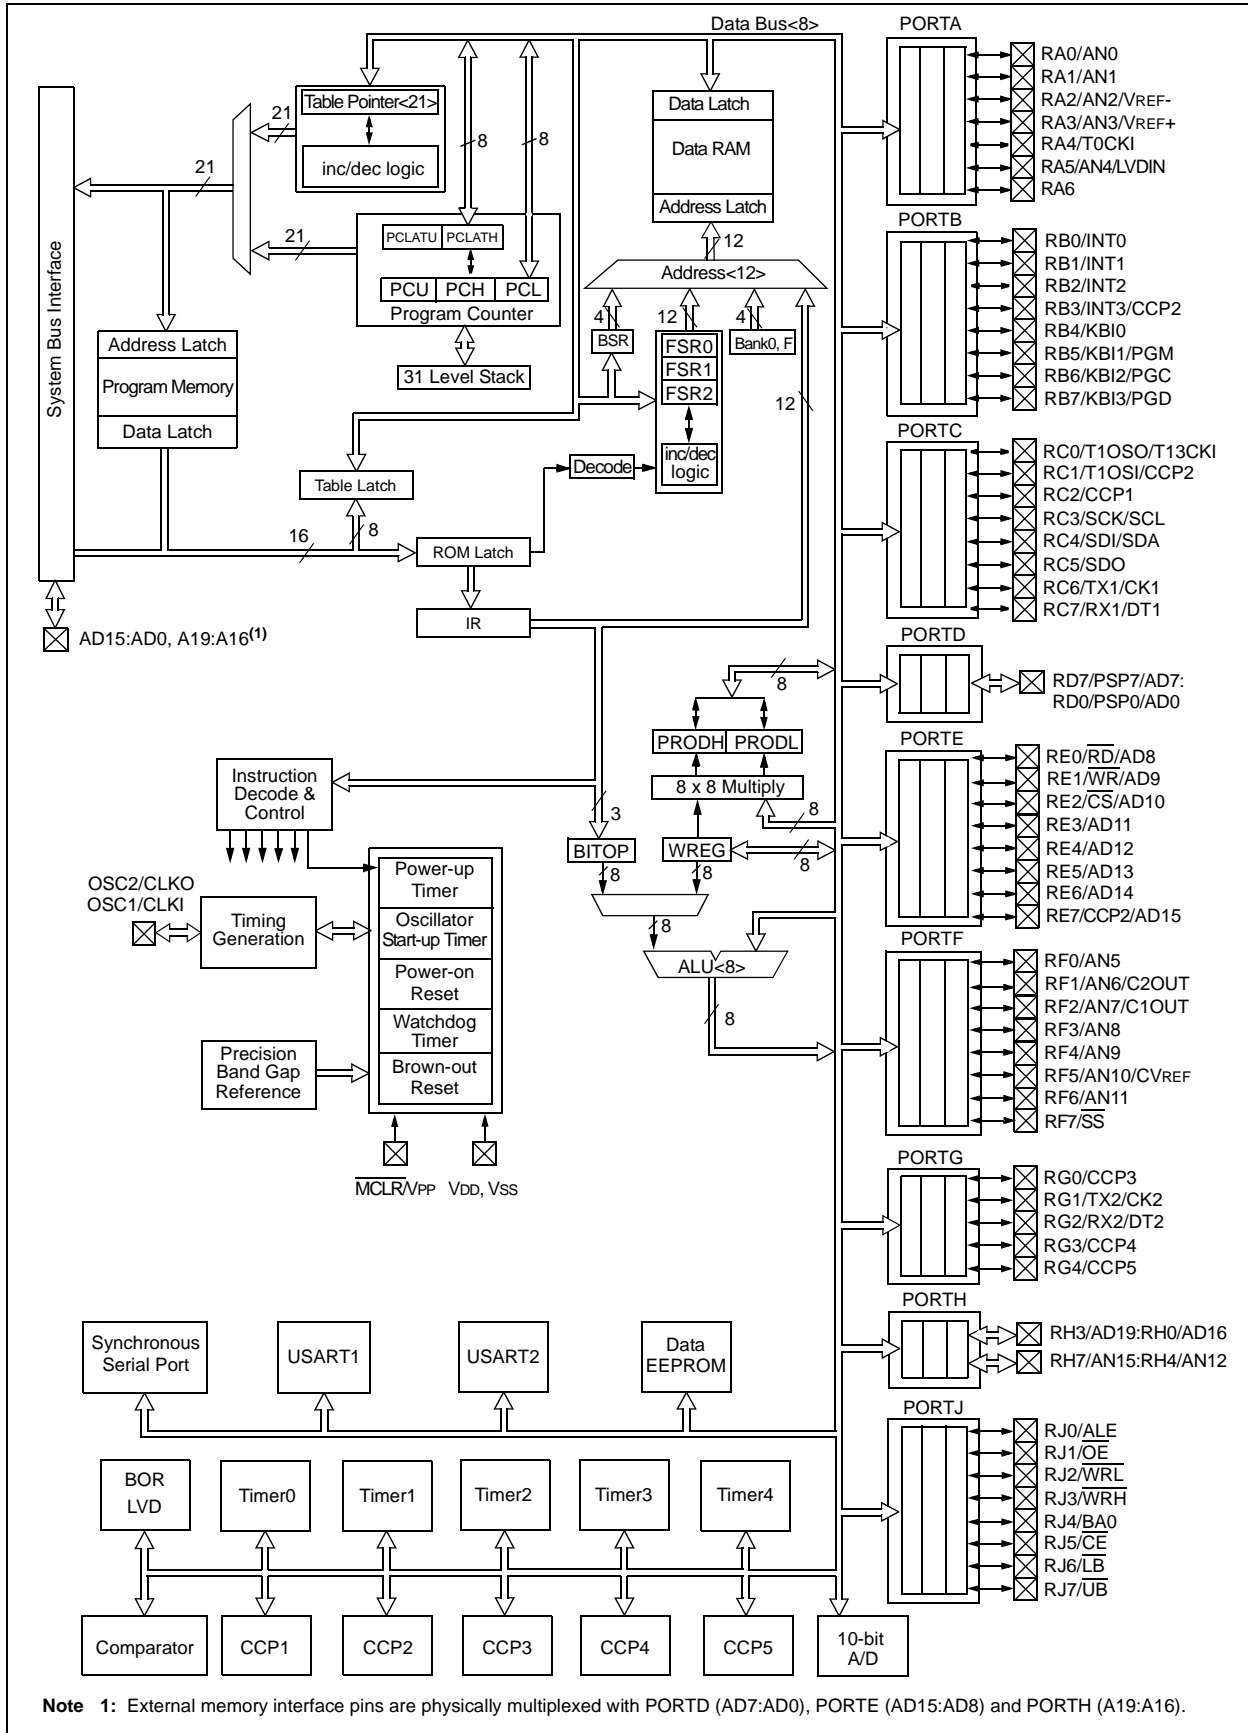 Data Bus<8>
Table Pointer<21>
inc/dec logic
21
21
21
8
8
System Bus Interface
PCLATU PCLATH
PCU PCH PCL
Program Counter
31 Level Stack
Address Latch
Program Memory
Data Latch
Table Latch
16
8
ROM Latch
IR
AD15:AD0, A19:A16(1)
Data Latch
Data RAM
Address Latch
12
Address<12>
4
12
4
BSR
FSR0
FSR1
FSR2
inc/dec
logic
Bank0, F
12
Decode
8
PRODH PRODL
8 x 8 Multiply
8
3
BITOP
WREG
8
8
8
8
ALU<8>
8
Instruction
Decode &
Control
OSC2/CLKO
OSC1/CLKI
Timing
Generation
Power-up
Timer
Oscillator
Start-up Timer
Power-on
Reset
Watchdog
Timer
Brown-out
Reset
Precision
Band Gap
Reference
MCLR/VPP
VDD, VSS
Synchronous
Serial Port
USART1
USART2
Data
EEPROM
BOR
LVD
Timer0
Timer1
Timer2
Timer3
Timer4
Comparator
CCP1
CCP2
CCP3
CCP4
CCP5
10-bit
A/D
PORTA
RA0/AN0
RA1/AN1
RA2/AN2/VREF-
RA3/AN3/VREF+
RA4/T0CKI
RA5/AN4/LVDIN
RA6
PORTB
RB0/INT0
RB1/INT1
RB2/INT2
RB3/INT3/CCP2
RB4/KBI0
RB5/KBI1/PGM
RB6/KBI2/PGC
RB7/KBI3/PGD
PORTC
RC0/T1OSO/T13CKI
RC1/T1OSI/CCP2
RC2/CCP1
RC3/SCK/SCL
RC4/SDI/SDA
RC5/SDO
RC6/TX1/CK1
RC7/RX1/DT1
PORTD
RD7/PSP7/AD7:
RD0/PSP0/AD0
PORTE
RE0/RD/AD8
RE1/WR/AD9
RE2/CS/AD10
RE3/AD11
RE4/AD12
RE5/AD13
RE6/AD14
RE7/CCP2/AD15
PORTF
RF0/AN5
RF1/AN6/C2OUT
RF2/AN7/C1OUT
RF3/AN8
RF4/AN9
RF5/AN10/CVREF
RF6/AN11
RF7/SS
PORTG
RG0/CCP3
RG1/TX2/CK2
RG2/RX2/DT2
RG3/CCP4
RG4/CCP5
PORTH
RH3/AD19:RH0/AD16
RH7/AN15:RH4/AN12
PORTJ
RJ0/ALE
RJ1/OE
RJ2/WRL
RJ3/WRH
RJ4/BA0
RJ5/CE
RJ6/LB
RJ7/UB
Note 1: External memory interface pins are physically multiplexed with PORTD (AD7:AD0), PORTE (AD15:AD8) and PORTH (A19:A16).